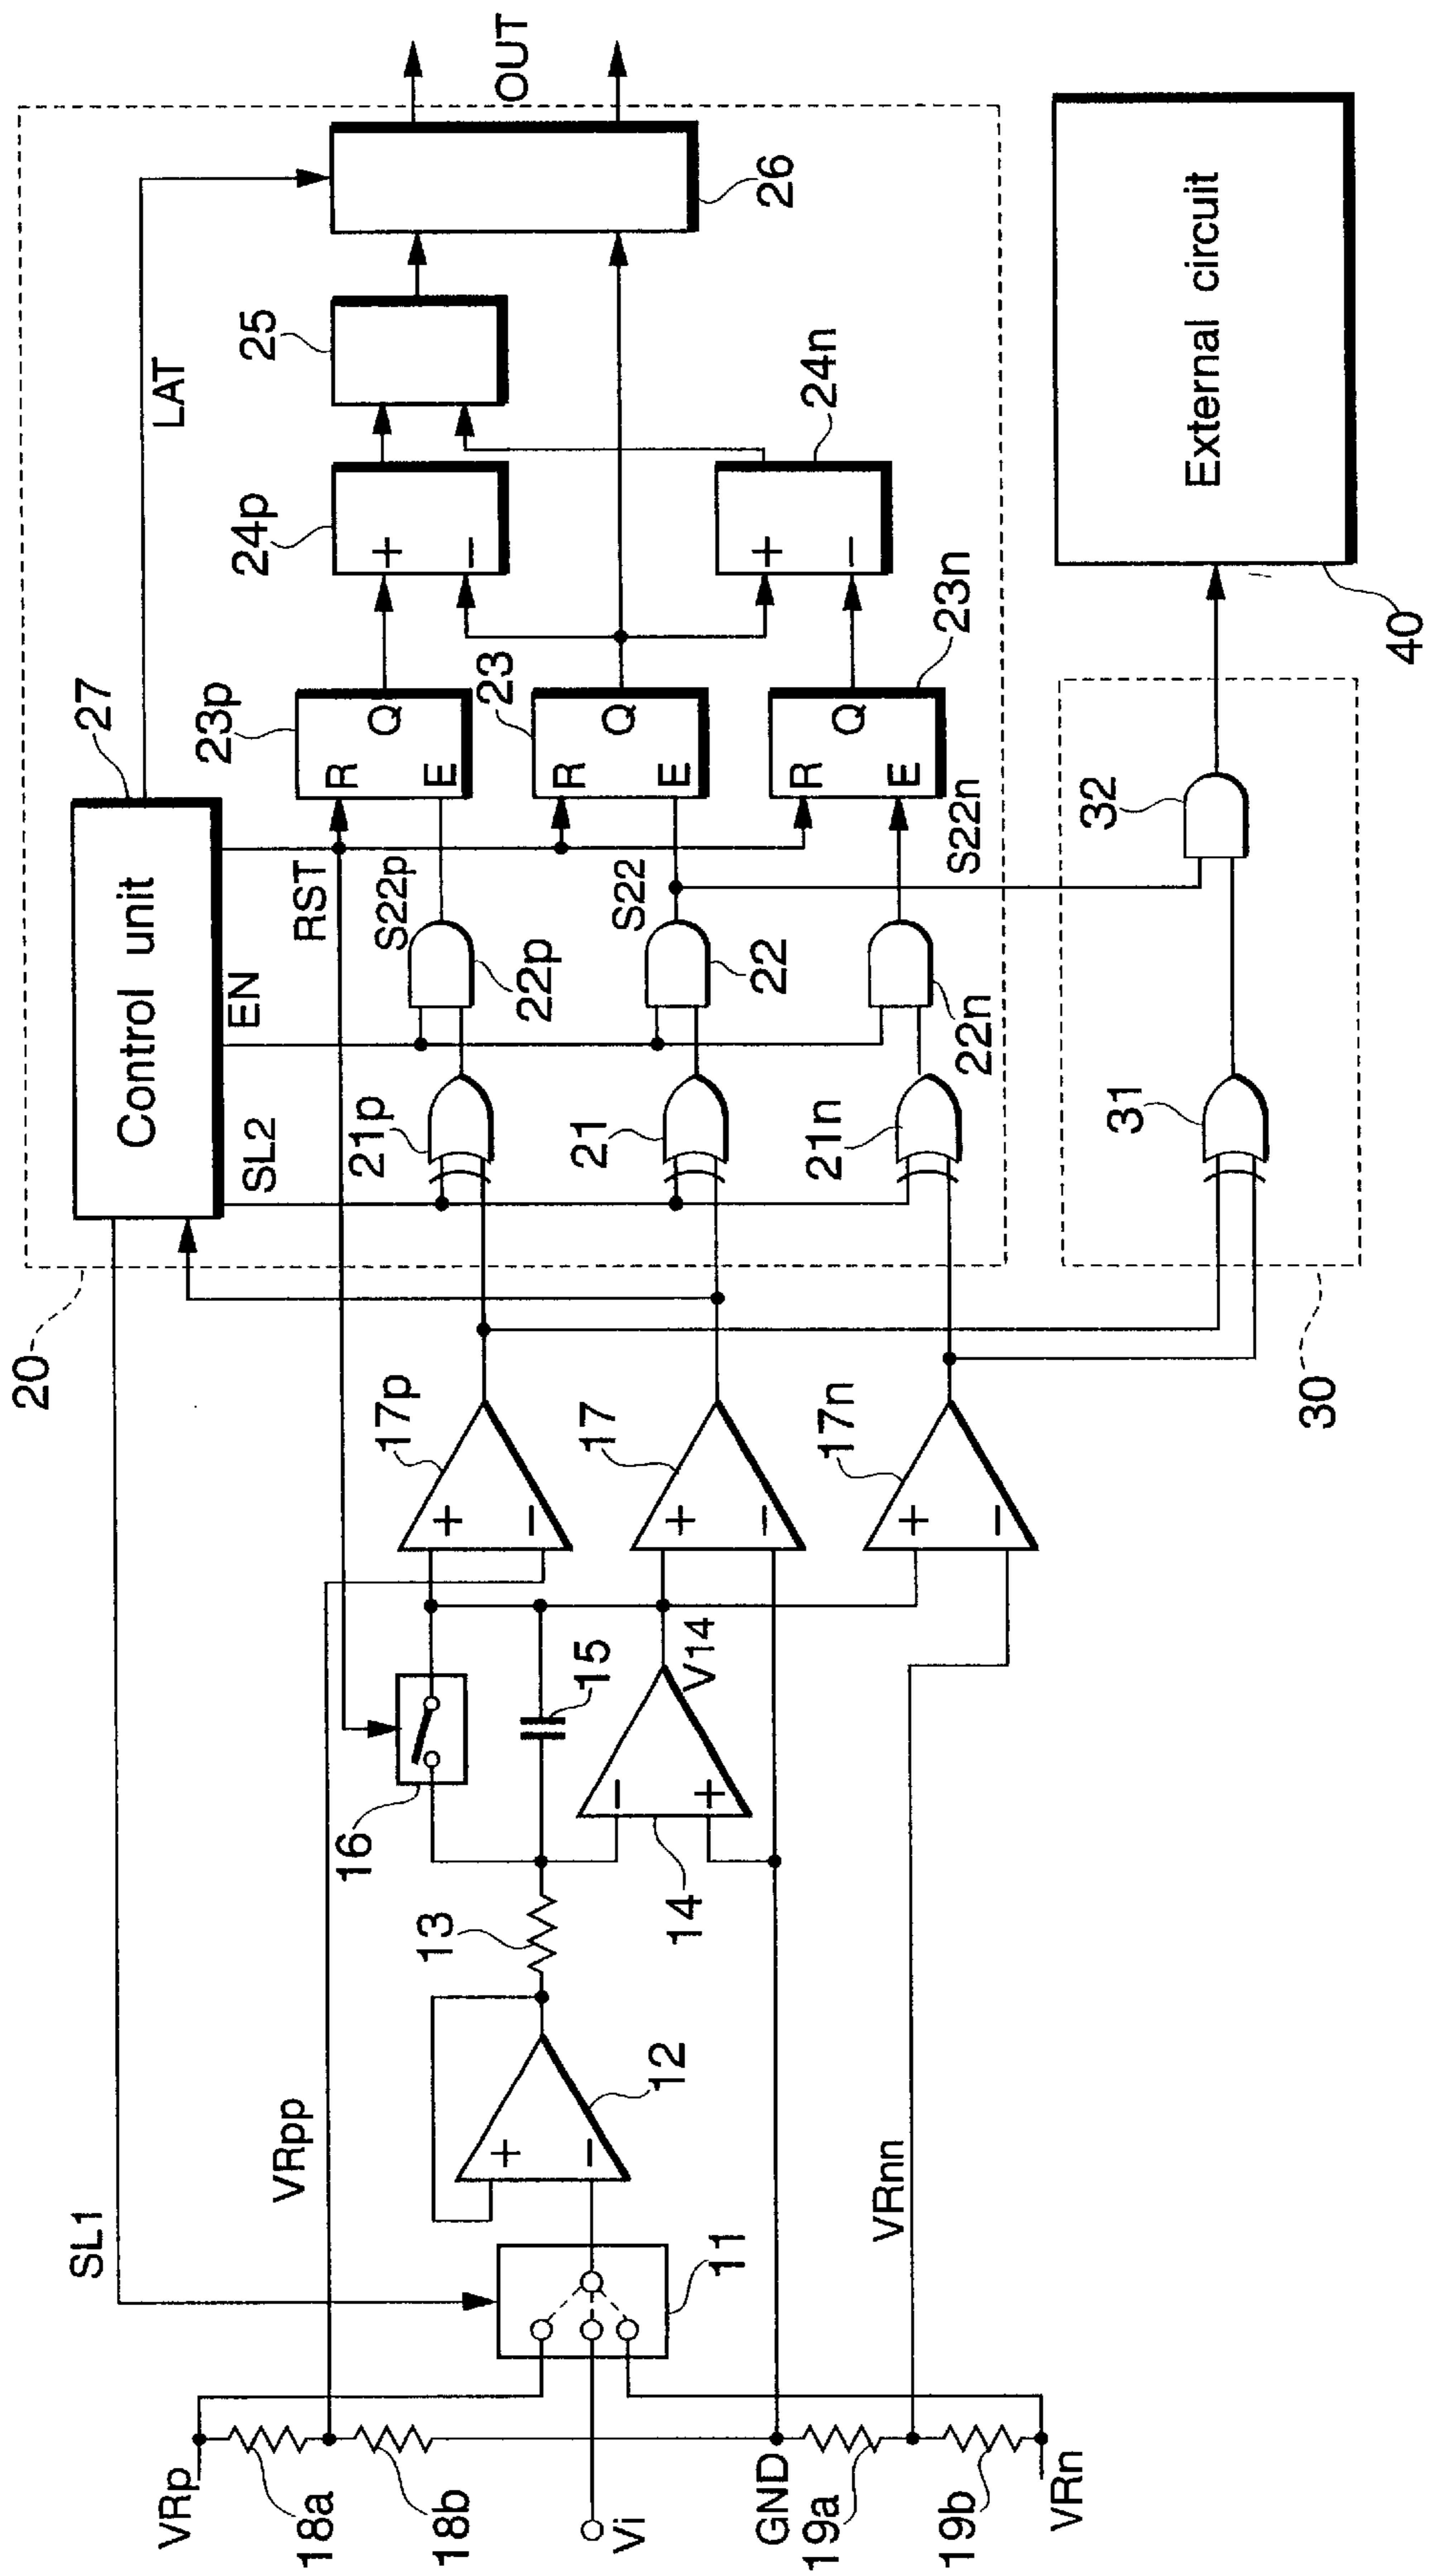 VRp
18a
18b
Vi
GND
19a
19b
VRn
SL1
11
VRpp
VRnn
12
+
−
13
14
−
+
15
16
V14
17p
+
−
17
+
−
17n
+
−
20
30
Control unit
27
SL2
EN
RST
LAT
21p
21
21n
22p
22
22n
S22p
S22
S22n
23p
R
Q
E
23
R
Q
E
23n
R
Q
E
24p
+
−
24n
+
−
25
26
OUT
31
32
External circuit
40